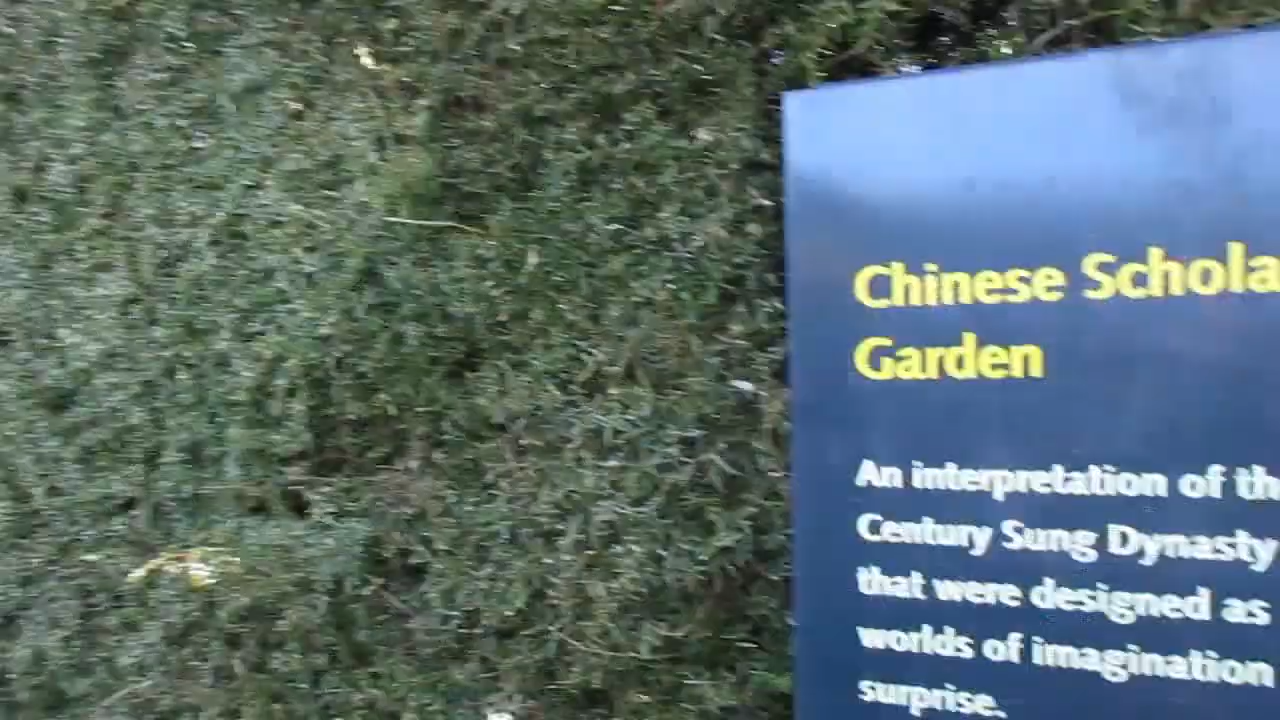 Chinese Schola
Garden
An interpretation of th
Century Sung Dynasty
that were designed as
worlds of imagination
surprise.